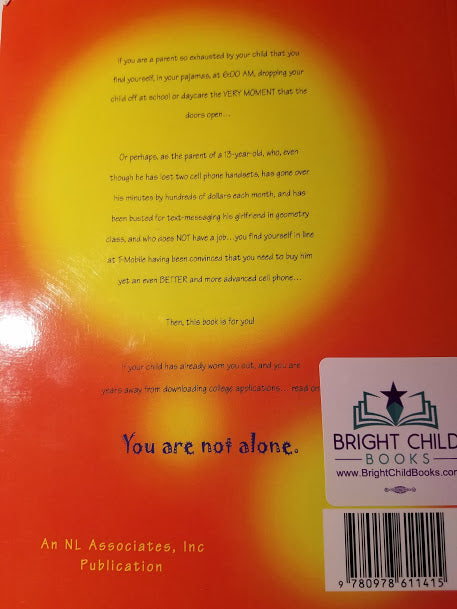 If you are a parent so exhausted by your child that you
find yourself, in your pajamas, at 6:00 AM, dropping your
child off at school or daycare the VERY MOMENT that the
doors open...
Or perhaps, as the parent of a 13-year-old, who, even
though he has lost two cell phone handsets, has gone over
his minutes by hundreds of dollars each month, and has
been busted for text-messaging his girlfriend in geometry
class, and who does NOT have a job...you find yourself in line
at T-Mobile having been convinced that you need to buy him
yet an even BETTER and more advanced cell phone...
Then, this book is for you!
If your child has already worn you out, and you are
years away from downloading college applications... read on
You are not alone.
BRIGHT CHILD
BOOKS
www.BrightChildBooks.com
An NL Associates, Inc
Publication
9 780978 611415